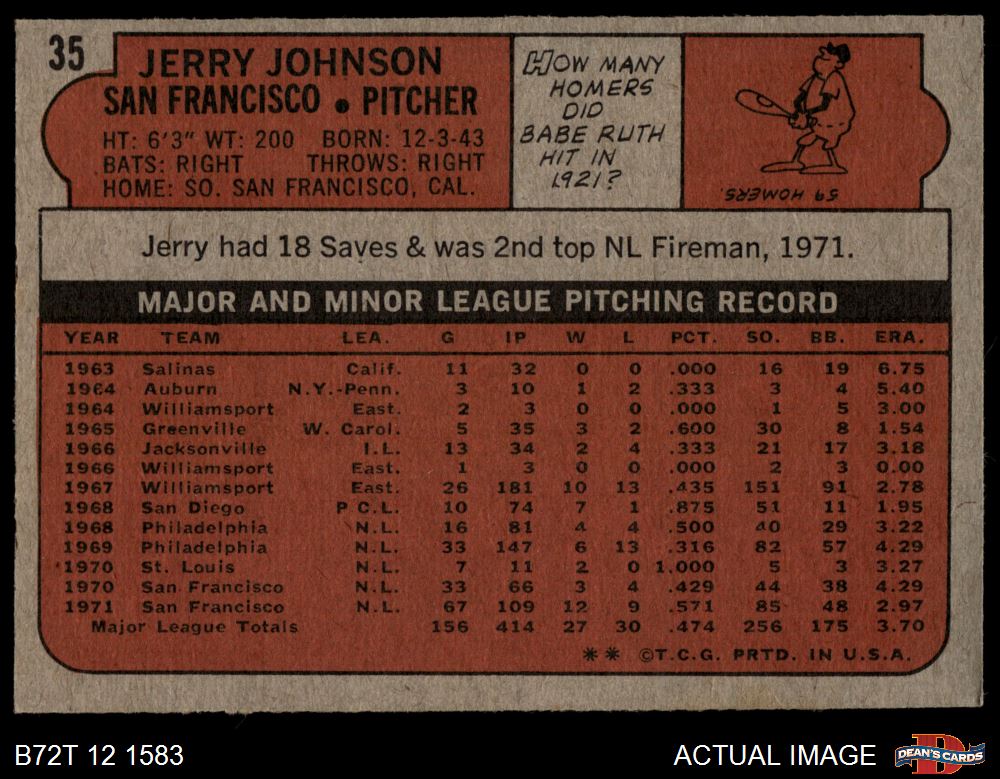 35
JERRY JOHNSON
SAN FRANCISCO • PITCHER
HT: 6'3" WT: 200 BORN: 12-3-43
BATS: RIGHT THROWS: RIGHT
HOME: SO. SAN FRANCISCO, CAL.
HOW MANY
HOMERS
DID
BABE RUTH
HIT IN
1921?
59 HOMERS.
Jerry had 18 Saves & was 2nd top NL Fireman, 1971.
MAJOR AND MINOR LEAGUE PITCHING RECORD
YEAR TEAM LEA. G IP W L PCT. SO. BB. ERA.
1963 Salinas Calif. 11 32 0 0 .000 16 19 6.75
1964 Auburn N.Y.-Penn. 3 10 1 2 .333 3 4 5.40
1964 Williamsport East. 2 3 0 0 .000 1 5 3.00
1965 Greenville W. Carol. 5 35 3 2 .600 30 8 1.54
1966 Jacksonville I.L. 13 34 2 4 .333 21 17 3.18
1966 Williamsport East. 1 3 0 0 .000 2 3 0.00
1967 Williamsport East. 26 181 10 13 .435 151 91 2.78
1968 San Diego P C.L. 10 74 7 1 .875 51 11 1.95
1968 Philadelphia N.L. 16 81 4 4 .500 40 29 3.22
1969 Philadelphia N.L. 33 147 6 13 .316 82 57 4.29
1970 St. Louis N.L. 7 11 2 0 1.000 5 3 3.27
1970 San Francisco N.L. 33 66 3 4 .429 44 38 4.29
1971 San Francisco N.L. 67 109 12 9 .571 85 48 2.97
Major League Totals 156 414 27 30 .474 256 175 3.70
** ©T.C.G. PRTD. IN U.S.A.
B72T 12 1583
ACTUAL IMAGE
DEAN'S CARDS